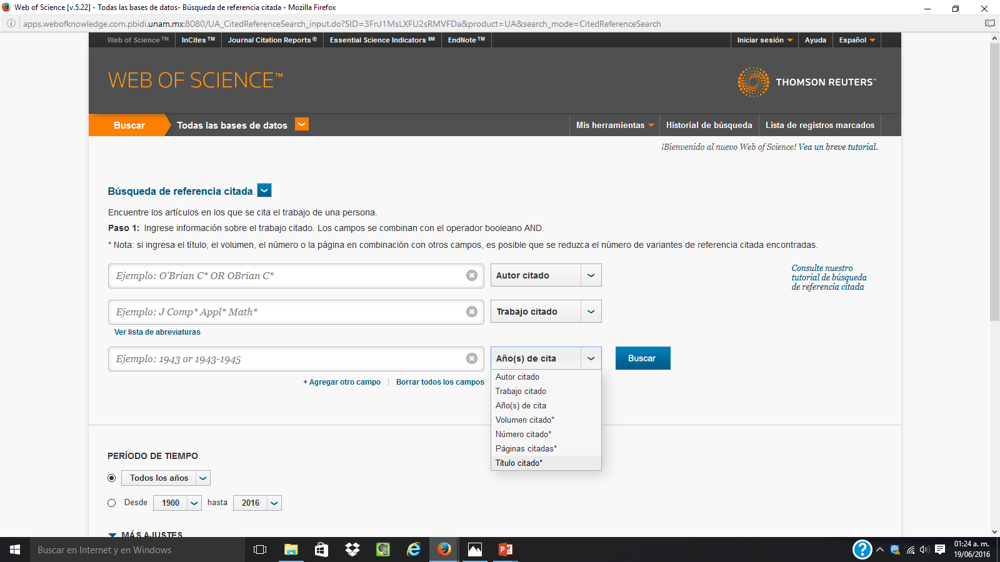 Web of Science [v.5.22] - Todas las bases de datos- Búsqueda de referencia citada - Mozilla Firefox
apps.webofknowledge.com.pbidi.unam.mx:8080/UA_CitedReferenceSearch_input.do?SID=3FnJ1MsLXFU2sRMVFDa&product=UA&search_mode=CitedReferenceSearch
Web of Science™ InCites™ Journal Citation Reports® Essential Science Indicators℠ EndNote™ Iniciar sesión Ayuda Español
WEB OF SCIENCE™ THOMSON REUTERS™
Buscar Todas las bases de datos Mis herramientas Historial de búsqueda Lista de registros marcados
¡Bienvenido al nuevo Web of Science! Vea un breve tutorial.
Búsqueda de referencia citada
Encuentre los artículos en los que se cita el trabajo de una persona.
Paso 1: Ingrese información sobre el trabajo citado. Los campos se combinan con el operador booleano AND.
* Nota: si ingresa el título, el volumen, el número o la página en combinación con otros campos, es posible que se reduzca el número de variantes de referencia citada encontradas.
Ejemplo: O'Brian C* OR OBrian C* Autor citado
Consulte nuestro
tutorial de búsqueda
de referencia citada
Ejemplo: J Comp* Appl* Math* Trabajo citado
Ver lista de abreviaturas
Ejemplo: 1943 or 1943-1945 Año(s) de cita Buscar
+ Agregar otro campo | Borrar todos los campos
Autor citado
Trabajo citado
Año(s) de cita
Volumen citado*
Número citado*
Páginas citadas*
Título citado*
PERÍODO DE TIEMPO
Todos los años
Desde 1900 hasta 2016
MÁS AJUSTES
Buscar en Internet y en Windows
01:24 a. m.
19/06/2016